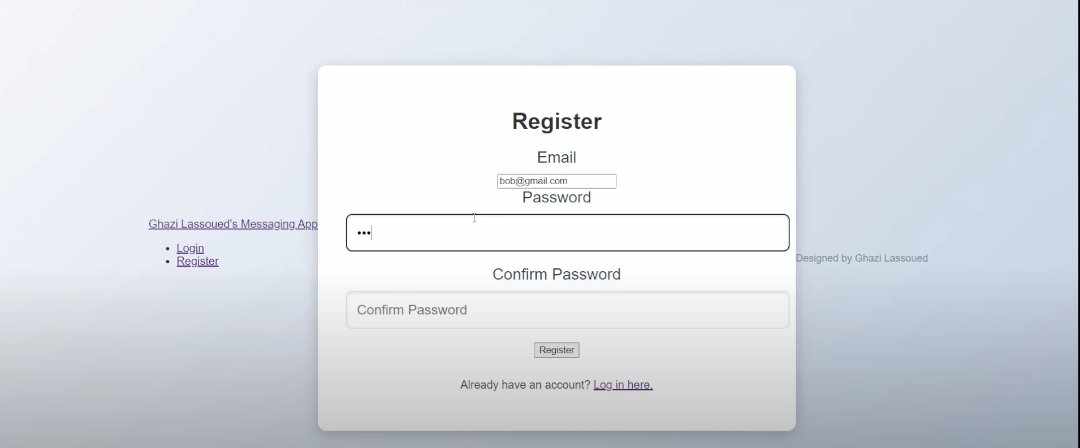 Register
Email
bob@gmail.com
Password
•••
Confirm Password
Confirm Password
Register
Already have an account? Log in here.
Ghazi Lassoued's Messaging App
Login
Register
Designed by Ghazi Lassoued